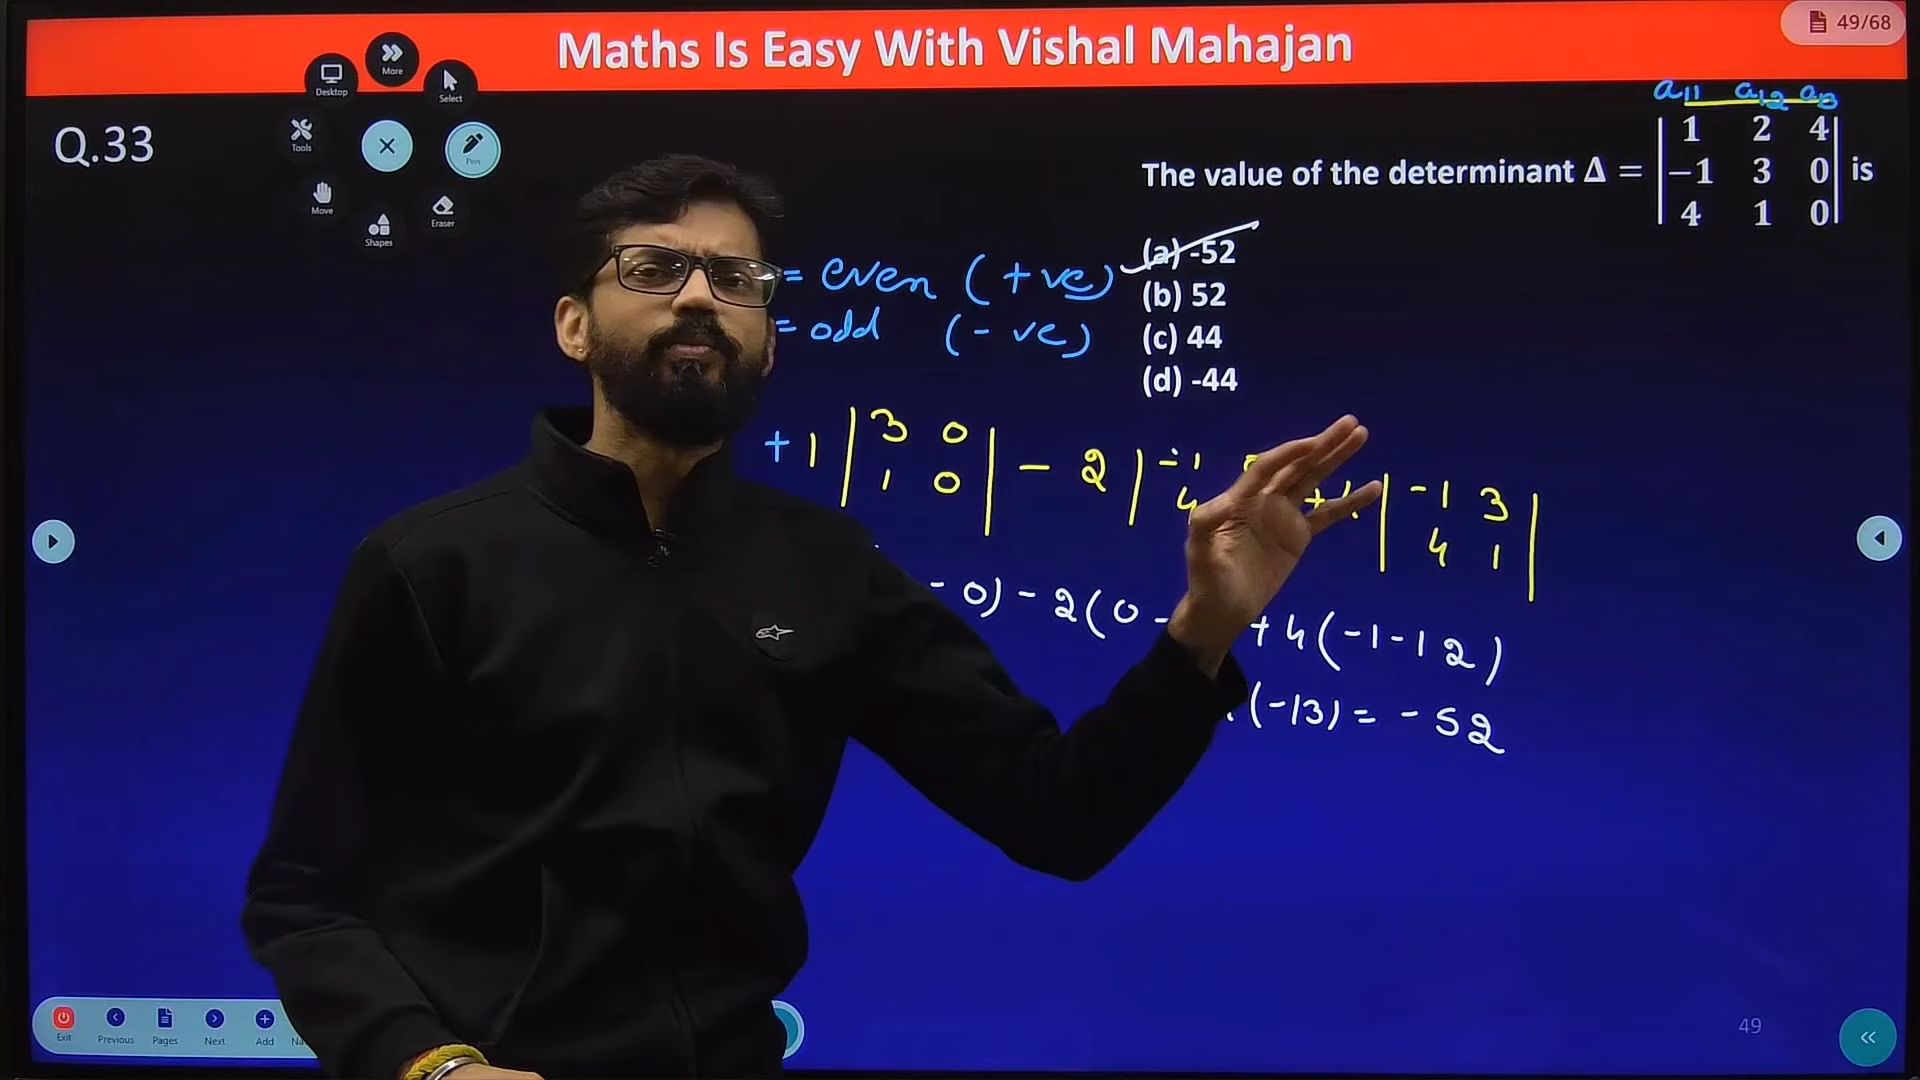 Maths Is Easy With Vishal Mahajan
49/68
Desktop
More
Select
Tools
Pen
Move
Shapes
Eraser
Q.33
a11 a12 a13
The value of the determinant Δ = |1 2 4|
|−1 3 0| is
|4 1 0|
= even (+ve)
= odd (-ve)
(a) -52
(b) 52
(c) 44
(d) -44
+ 1 |3 0| - 2 |-1
|1 0| |4
+ |-1 3|
|4 1|
- 0) - 2(0 - + 4(-1-12)
(-13) = -52
Exit
Previous
Pages
Next
Add
49